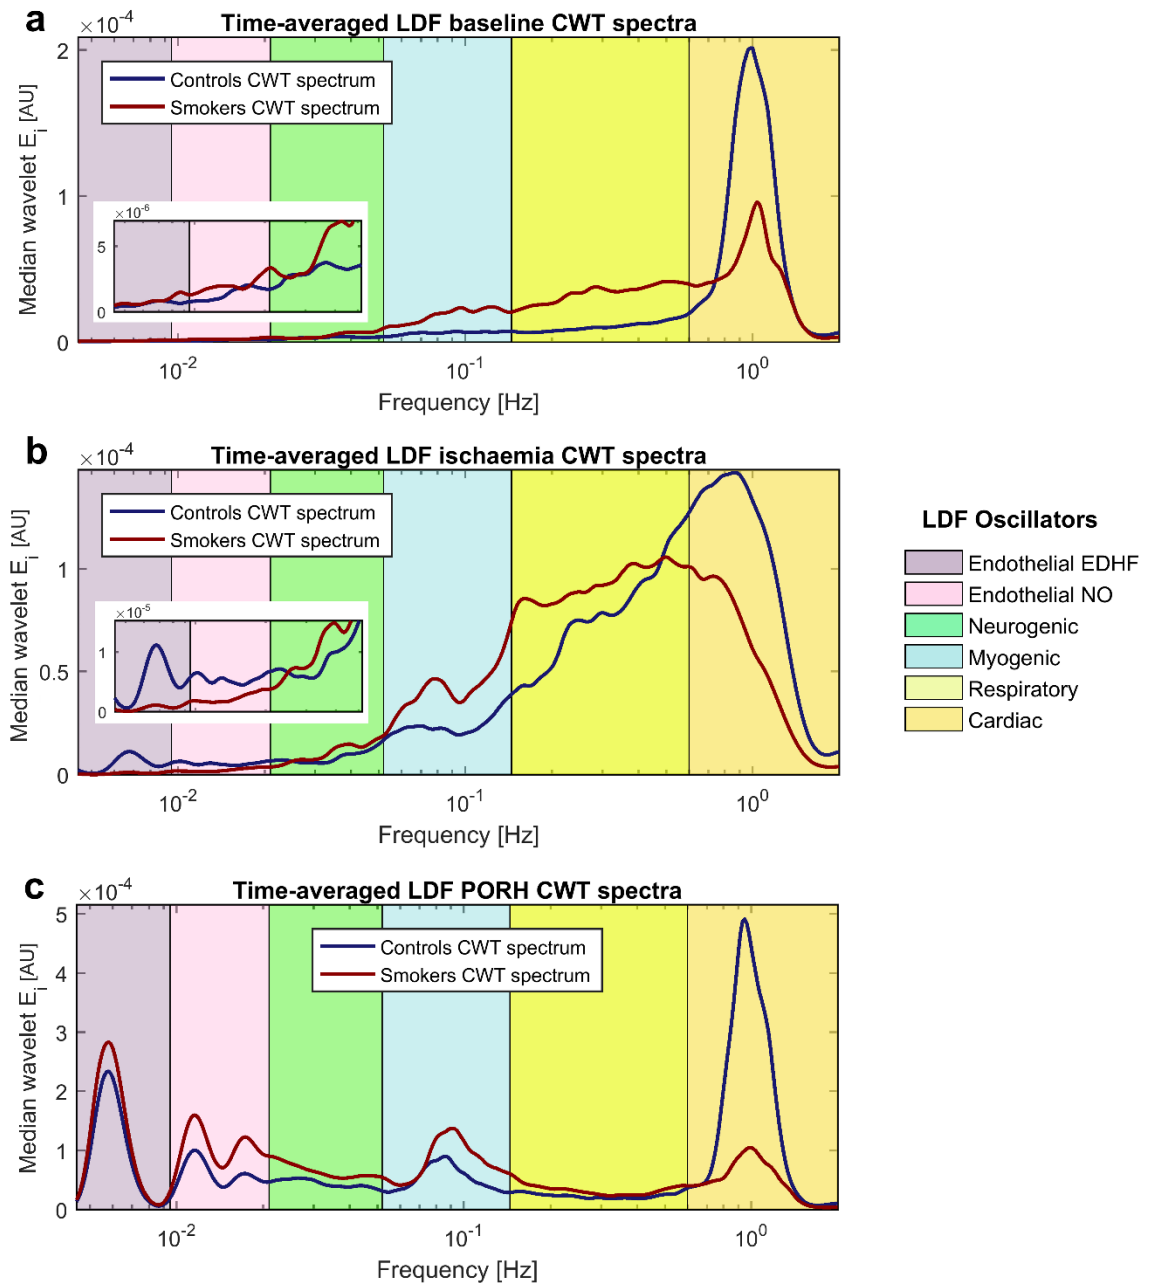 a
×10-4
Time-averaged LDF baseline CWT spectra
Controls CWT spectrum
Smokers CWT spectrum
Median wavelet Ei [AU]
2
1
0
×10-6
5
0
10-2
10-1
100
Frequency [Hz]
b
×10-4
Time-averaged LDF ischaemia CWT spectra
Controls CWT spectrum
Smokers CWT spectrum
Median wavelet Ei [AU]
1
0.5
0
×10-5
1
0
10-2
10-1
100
Frequency [Hz]
LDF Oscillators
Endothelial EDHF
Endothelial NO
Neurogenic
Myogenic
Respiratory
Cardiac
c
×10-4
Time-averaged LDF PORH CWT spectra
Controls CWT spectrum
Smokers CWT spectrum
Median wavelet Ei [AU]
5
4
3
2
1
0
10-2
10-1
100
Frequency [Hz]